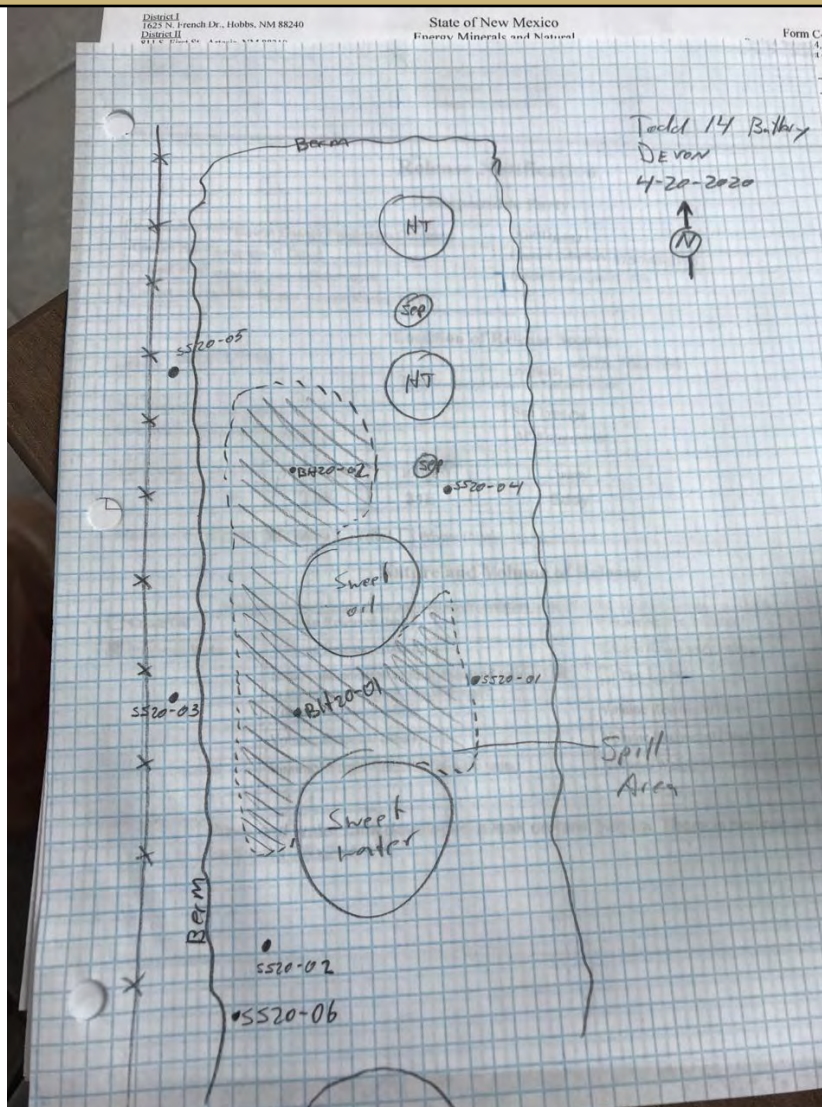 District I
1625 N. French Dr., Hobbs, NM 88240
District II
State of New Mexico
Energy Minerals and Natural
Form C-
Todd 14 Battery
DEVON
4-20-2020
N
Berm
HT
Sep
HT
SS20-05
BH20-02
Sep
SS20-04
Sweet
oil
SS20-01
BH20-01
SS20-03
Spill
Area
Sweet
water
Berm
SS20-02
SS20-06